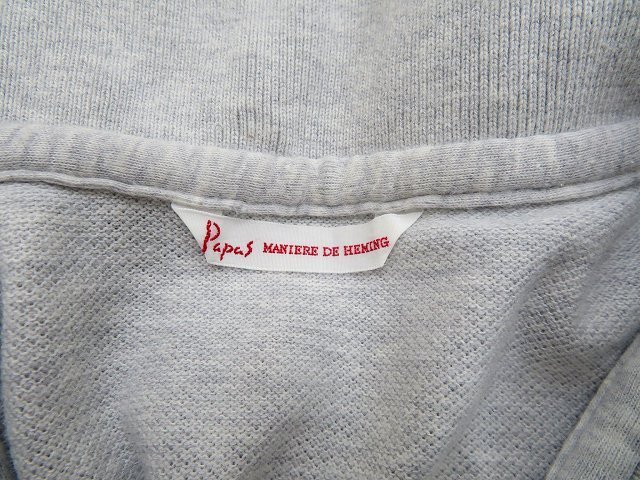 Papas MANIERE DE HEMING